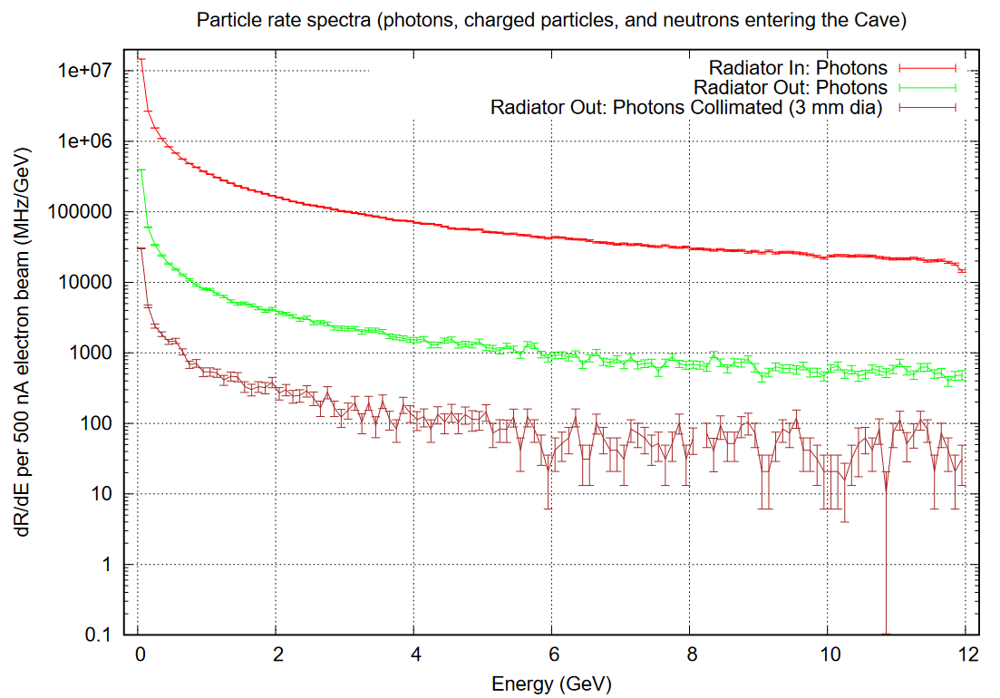 Particle rate spectra (photons, charged particles, and neutrons entering the Cave)
1e+07
1e+06
100000
10000
1000
100
10
1
0.1
dR/dE per 500 nA electron beam (MHz/GeV)
Radiator In: Photons
Radiator Out: Photons
Radiator Out: Photons Collimated (3 mm dia)
0 2 4 6 8 10 12
Energy (GeV)